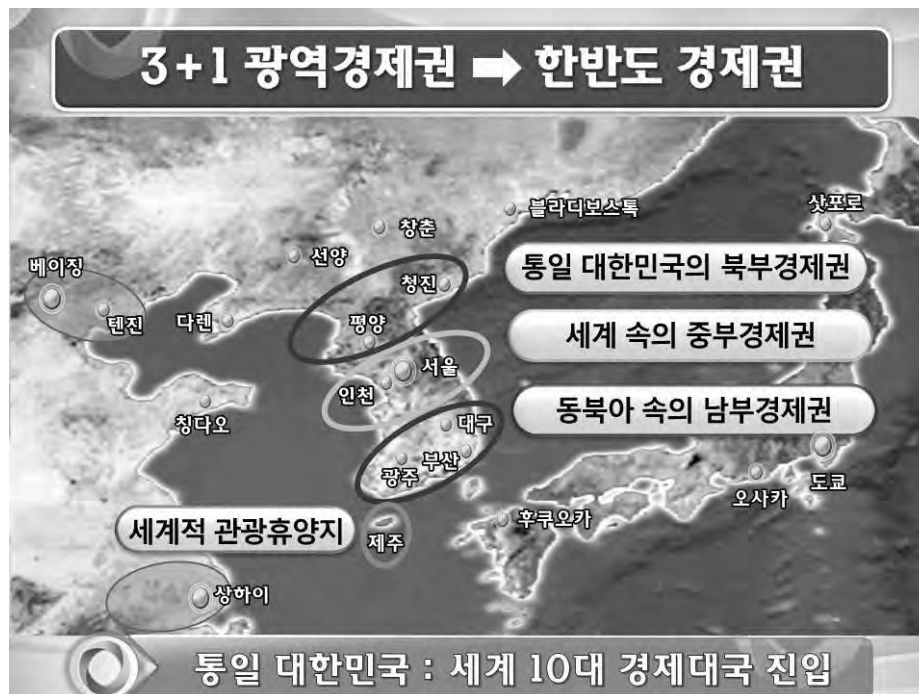 3+1 광역경제권 ➡ 한반도 경제권
블라디보스톡
삿포로
창춘
선양
베이징
청진
통일 대한민국의 북부경제권
텐진
다롄
평양
세계 속의 중부경제권
서울
인천
칭다오
동북아 속의 남부경제권
대구
광주
부산
오사카
도쿄
후쿠오카
세계적 관광휴양지
제주
상하이
통일 대한민국 : 세계 10대 경제대국 진입